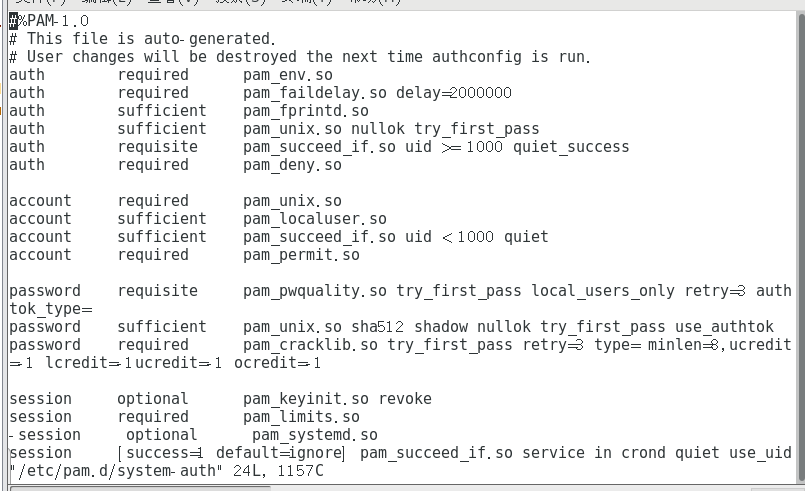 #%PAM-1.0
# This file is auto-generated.
# User changes will be destroyed the next time authconfig is run.
auth        required      pam_env.so
auth        required      pam_faildelay.so delay=2000000
auth        sufficient    pam_fprintd.so
auth        sufficient    pam_unix.so nullok try_first_pass
auth        requisite     pam_succeed_if.so uid >= 1000 quiet_success
auth        required      pam_deny.so

account     required      pam_unix.so
account     sufficient    pam_localuser.so
account     sufficient    pam_succeed_if.so uid < 1000 quiet
account     required      pam_permit.so

password    requisite     pam_pwquality.so try_first_pass local_users_only retry=3 auth
tok_type=
password    sufficient    pam_unix.so sha512 shadow nullok try_first_pass use_authtok
password    required      pam_cracklib.so try_first_pass retry=3 type= minlen=8,ucredit
=-1 lcredit=-1ucredit=-1 ocredit=-1

session     optional      pam_keyinit.so revoke
session     required      pam_limits.so
-session     optional      pam_systemd.so
session     [success=1 default=ignore] pam_succeed_if.so service in crond quiet use_uid
"/etc/pam.d/system-auth" 24L, 1157C